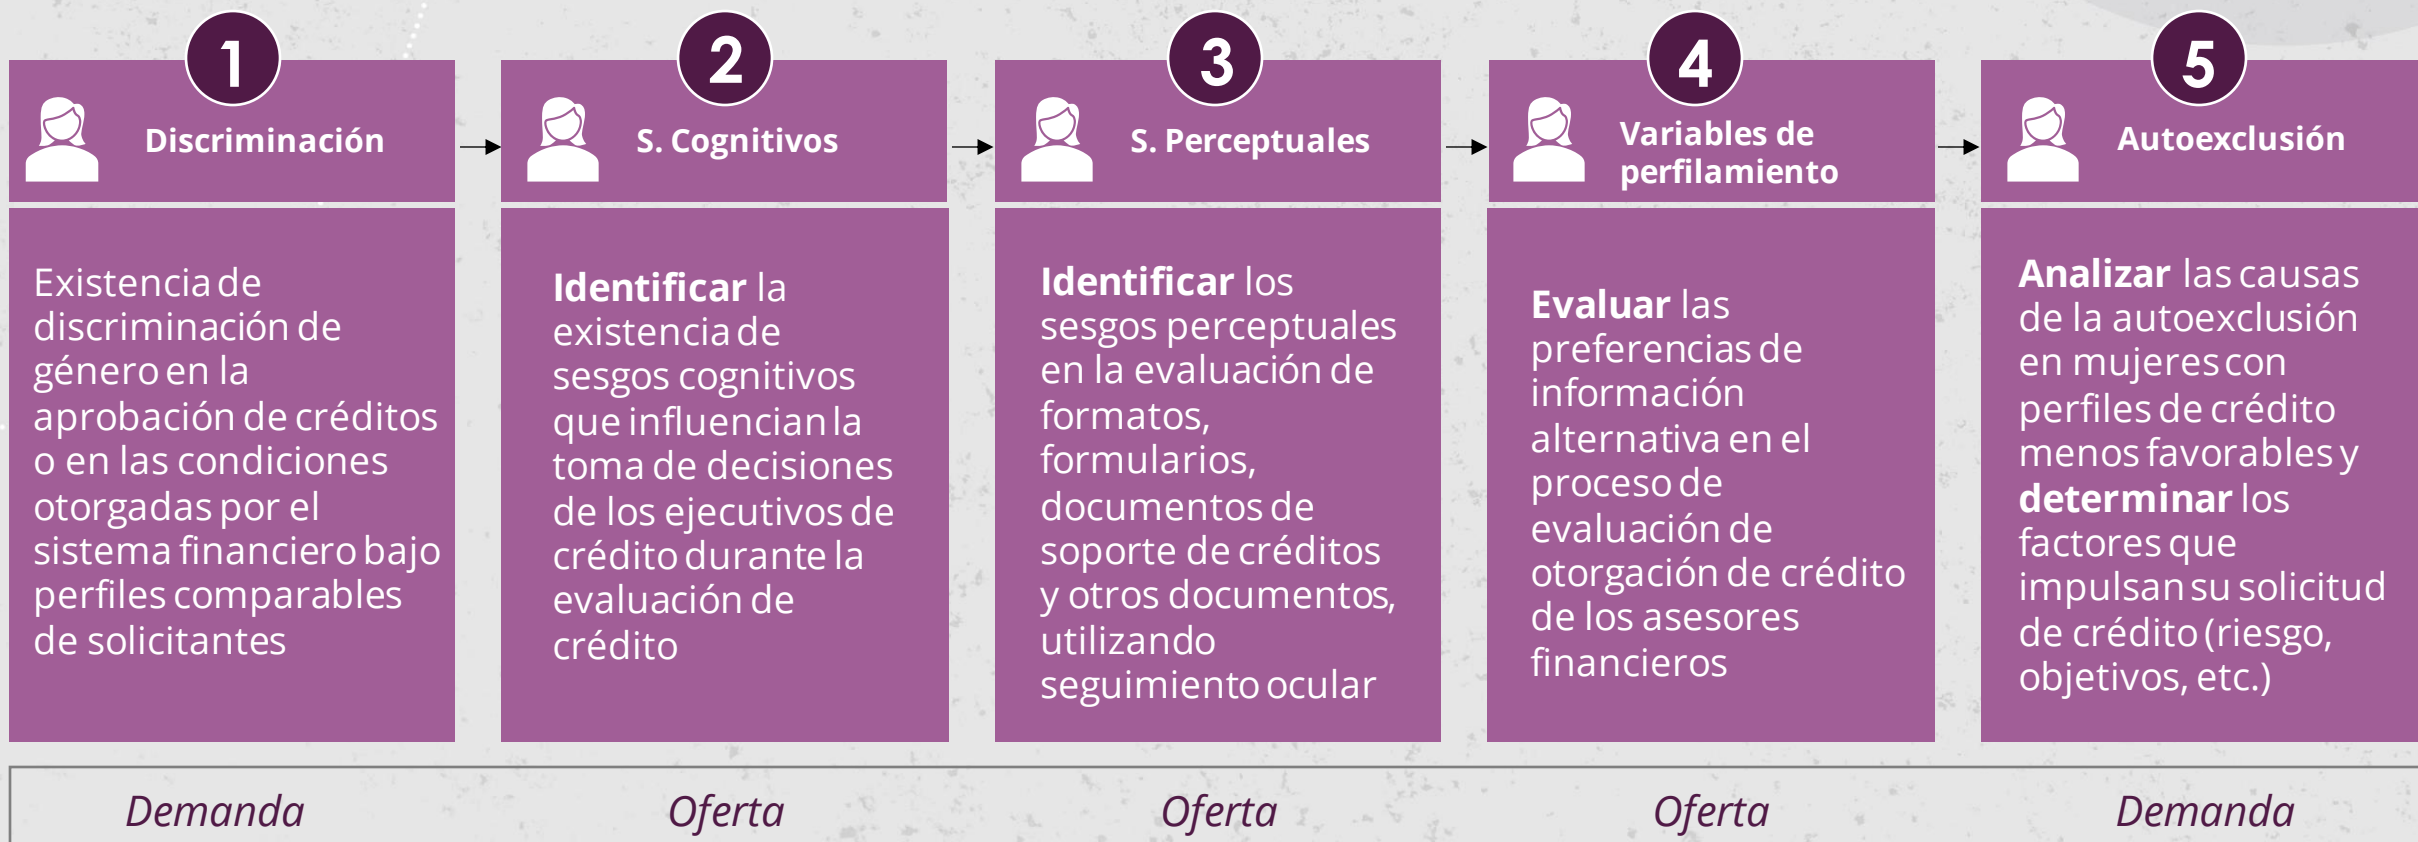 1
Discriminación
Existencia de
discriminación de
género en la
aprobación de créditos
o en las condiciones
otorgadas por el
sistema financiero bajo
perfiles comparables
de solicitantes
Demanda
2
S. Cognitivos
Identificar la
existencia de
sesgos cognitivos
que influencian la
toma de decisiones
de los ejecutivos de
crédito durante la
evaluación de
crédito
Oferta
3
S. Perceptuales
Identificar los
sesgos perceptuales
en la evaluación de
formatos,
formularios,
documentos de
soporte de créditos
y otros documentos,
utilizando
seguimiento ocular
Oferta
4
Variables de
perfilamiento
Evaluar las
preferencias de
información
alternativa en el
proceso de
evaluación de
otorgación de crédito
de los asesores
financieros
Oferta
5
Autoexclusión
Analizar las causas
de la autoexclusión
en mujeres con
perfiles de crédito
menos favorables y
determinar los
factores que
impulsan su solicitud
de crédito (riesgo,
objetivos, etc.)
Demanda